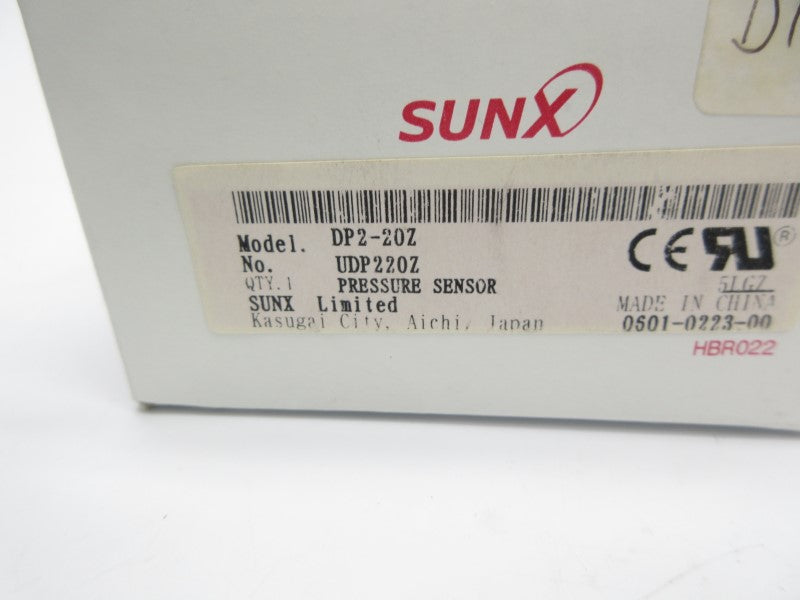 SUNX
Model. DP2-20Z
No. UDP220Z
QTY.1 PRESSURE SENSOR
SUNX Limited
Kasugai City, Aichi, Japan
CE RU ®
5LGZ
MADE IN CHINA
0601-0223-00
HBR022